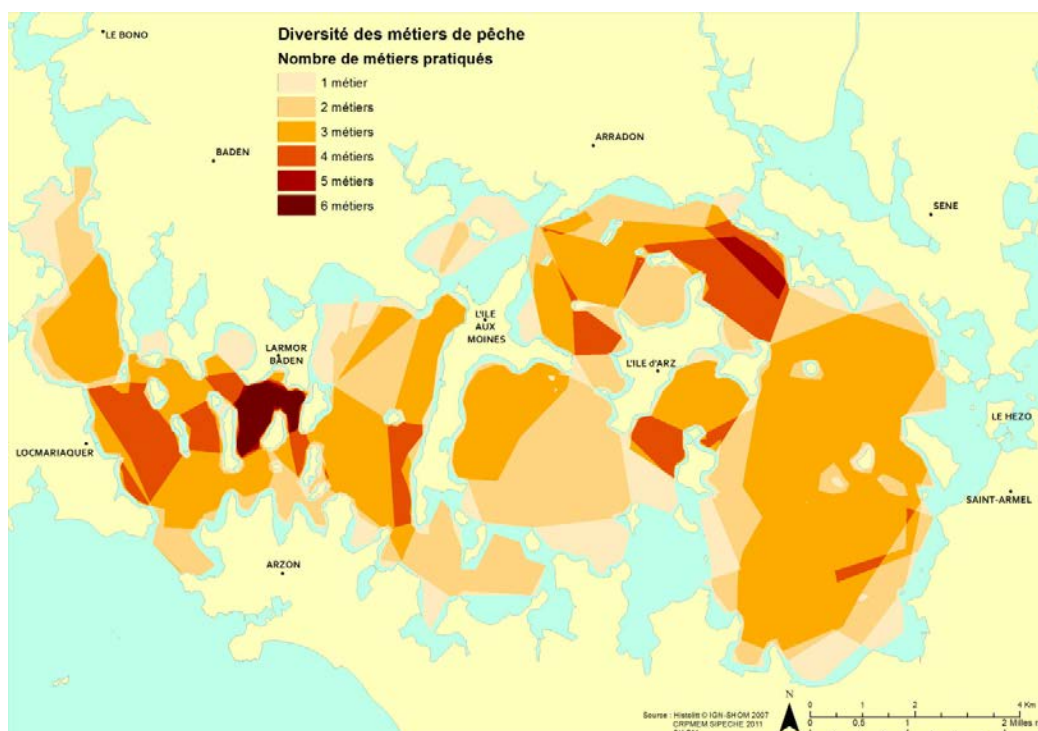 LE BONO
Diversité des métiers de pêche
Nombre de métiers pratiqués
1 métier
2 métiers
3 métiers
4 métiers
5 métiers
6 métiers
ARRADON
BADEN
SENE
L'ILE
AUX
MOINES
LARMOR
BADEN
L'ILE d'ARZ
LE HEZO
LOCMARIAQUER
SAINT-ARMEL
ARZON
N
Source : Histolitt © IGN-SHOM 2007
CRPMEM SIPECHE 2011
0 1 2 4 Km
0 0,5 1 2 Milles